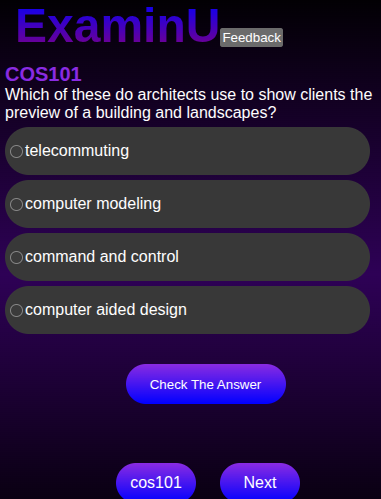 ExaminU Feedback
COS101
Which of these do architects use to show clients the
preview of a building and landscapes?
telecommuting
computer modeling
command and control
computer aided design
Check The Answer
cos101 Next